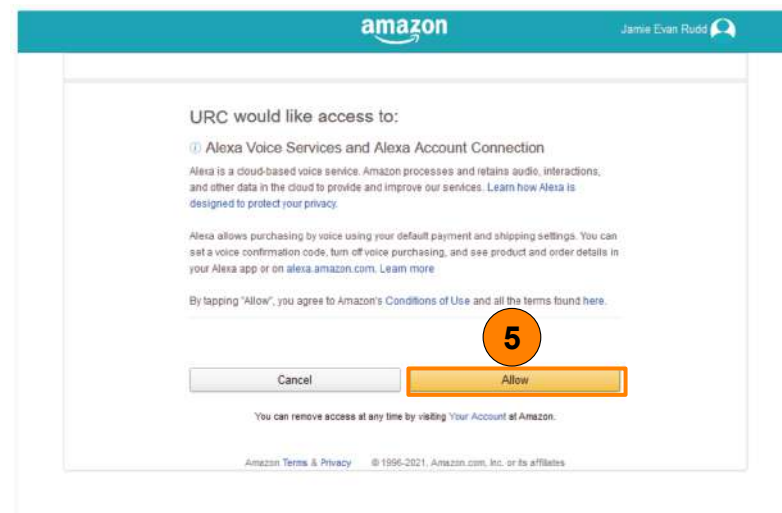 amazon
Jamie Evan Rudd
URC would like access to:
Alexa Voice Services and Alexa Account Connection
Alexa is a cloud-based voice service. Amazon processes and retains audio, interactions,
and other data in the cloud to provide and improve our services. Learn how Alexa is
designed to protect your privacy.
Alexa allows purchasing by voice using your default payment and shipping settings. You can
set a voice confirmation code, turn off voice purchasing, and see product and order details in
your Alexa app or on alexa.amazon.com. Learn more
By tapping "Allow", you agree to Amazon's Conditions of Use and all the terms found here.
5
Cancel
Allow
You can remove access at any time by visiting Your Account at Amazon.
Amazon Terms & Privacy © 1996-2021, Amazon.com, Inc. or its affiliates